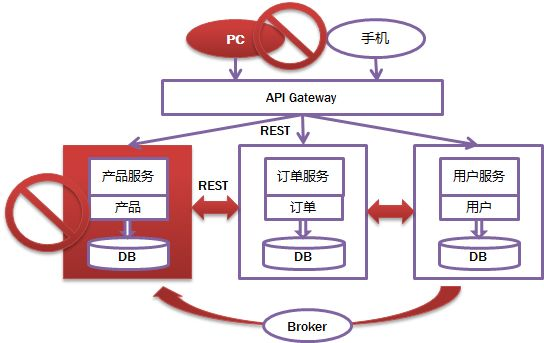 PC
手机
API Gateway
REST
产品服务
产品
DB
REST
订单服务
订单
DB
用户服务
用户
DB
Broker